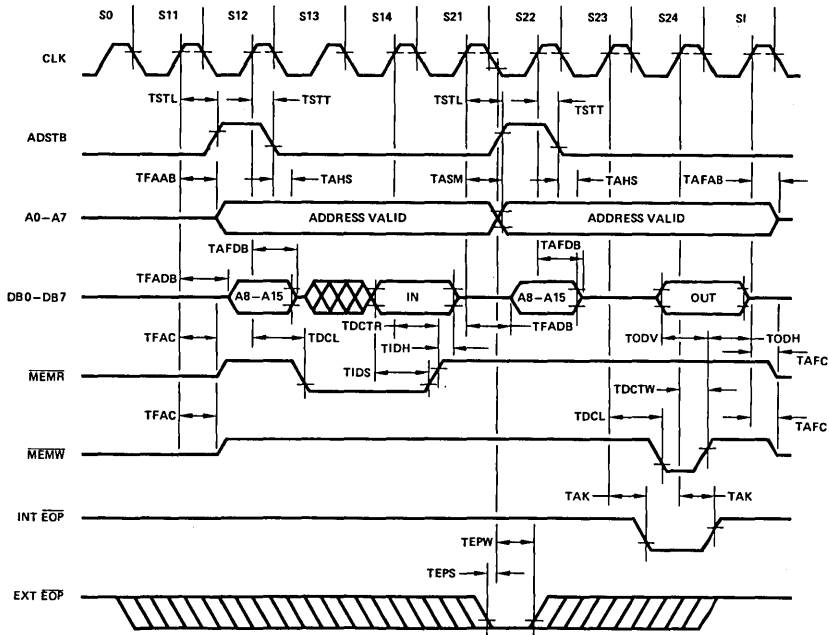 S0 S11 S12 S13 S14 S21 S22 S23 S24 SI
CLK
TSTL TSTT TSTL TSTT
ADSTB
TFAAB TAHS TASM TAHS TAFAB
A0–A7 ADDRESS VALID ADDRESS VALID
TAFDB TAFDB
TFADB
DB0–DB7 A8–A15 IN A8–A15 OUT
TDCTR TFADB
TFAC TDCL TIDH TODV TODH
TAFC
MEMR TIDS
TDCTW
TFAC TDCL
TAFC
MEMW
TAK TAK
INT EOP
TEPW
TEPS
EXT EOP